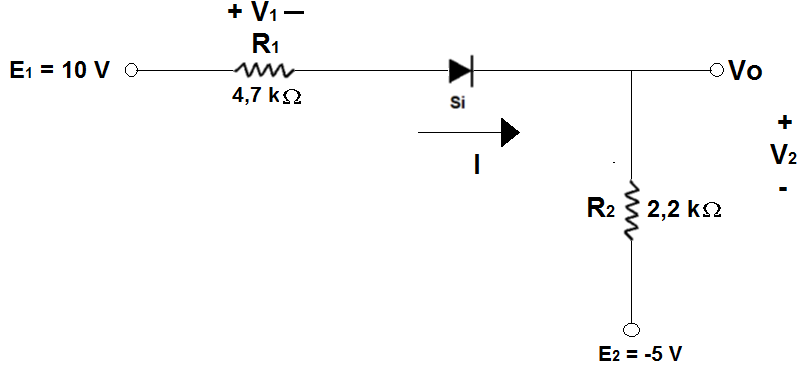 + V1 –
R1
E1 = 10 V
4,7 kΩ
Si
Vo
I
+
V2
-
R2
2,2 kΩ
E2 = -5 V